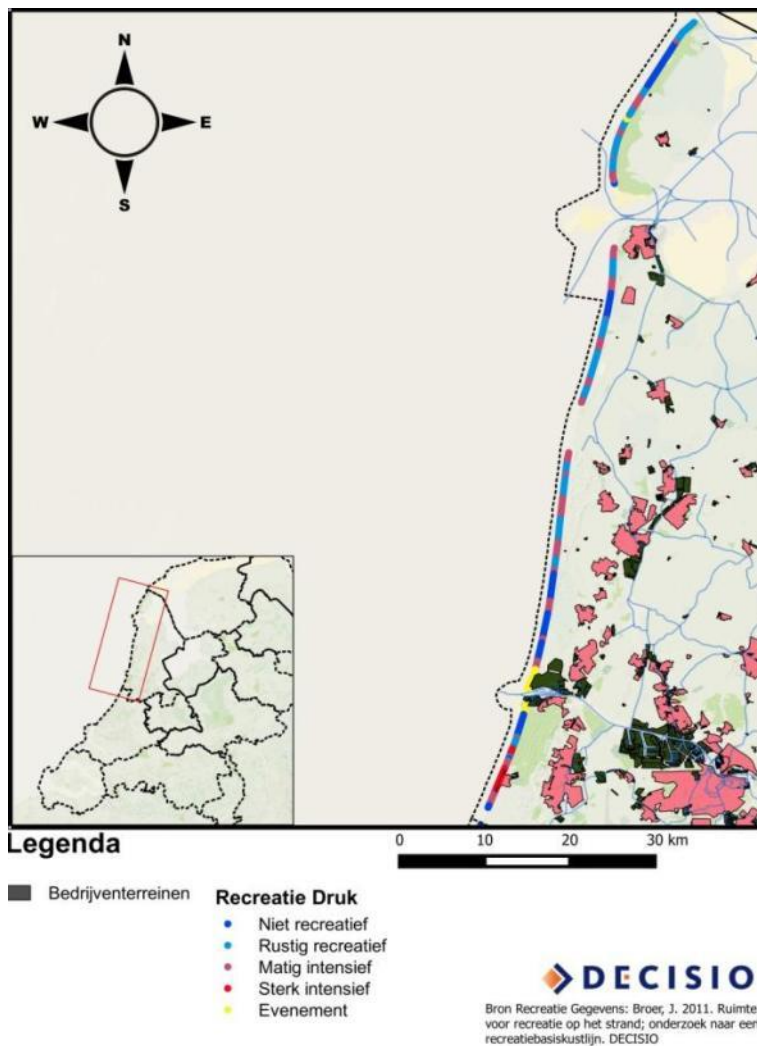 N
W E
S
Legenda
0 10 20 30 km
Bedrijventerreinen
Recreatie Druk
Niet recreatief
Rustig recreatief
Matig intensief
Sterk intensief
Evenement
DECISIO
Bron Recreatie Gegevens: Broer, J. 2011. Ruimte
voor recreatie op het strand; onderzoek naar een
recreatiebasiskustlijn. DECISIO